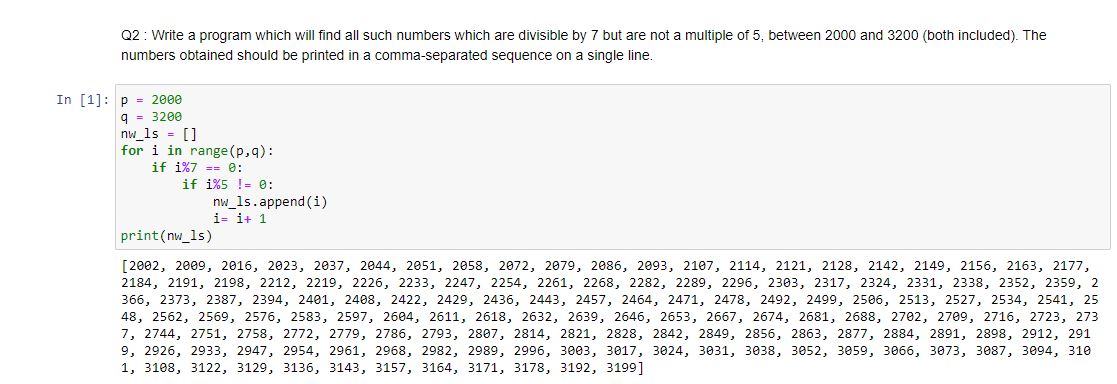 Q2 : Write a program which will find all such numbers which are divisible by 7 but are not a multiple of 5, between 2000 and 3200 (both included). The
numbers obtained should be printed in a comma-separated sequence on a single line.
In [1]: p = 2000
q = 3200
nw_ls = []
for i in range(p,q):
    if i%7 == 0:
        if i%5 != 0:
            nw_ls.append(i)
            i= i+ 1
print(nw_ls)
[2002, 2009, 2016, 2023, 2037, 2044, 2051, 2058, 2072, 2079, 2086, 2093, 2107, 2114, 2121, 2128, 2142, 2149, 2156, 2163, 2177,
2184, 2191, 2198, 2212, 2219, 2226, 2233, 2247, 2254, 2261, 2268, 2282, 2289, 2296, 2303, 2317, 2324, 2331, 2338, 2352, 2359, 2
366, 2373, 2387, 2394, 2401, 2408, 2422, 2429, 2436, 2443, 2457, 2464, 2471, 2478, 2492, 2499, 2506, 2513, 2527, 2534, 2541, 25
48, 2562, 2569, 2576, 2583, 2597, 2604, 2611, 2618, 2632, 2639, 2646, 2653, 2667, 2674, 2681, 2688, 2702, 2709, 2716, 2723, 273
7, 2744, 2751, 2758, 2772, 2779, 2786, 2793, 2807, 2814, 2821, 2828, 2842, 2849, 2856, 2863, 2877, 2884, 2891, 2898, 2912, 291
9, 2926, 2933, 2947, 2954, 2961, 2968, 2982, 2989, 2996, 3003, 3017, 3024, 3031, 3038, 3052, 3059, 3066, 3073, 3087, 3094, 310
1, 3108, 3122, 3129, 3136, 3143, 3157, 3164, 3171, 3178, 3192, 3199]